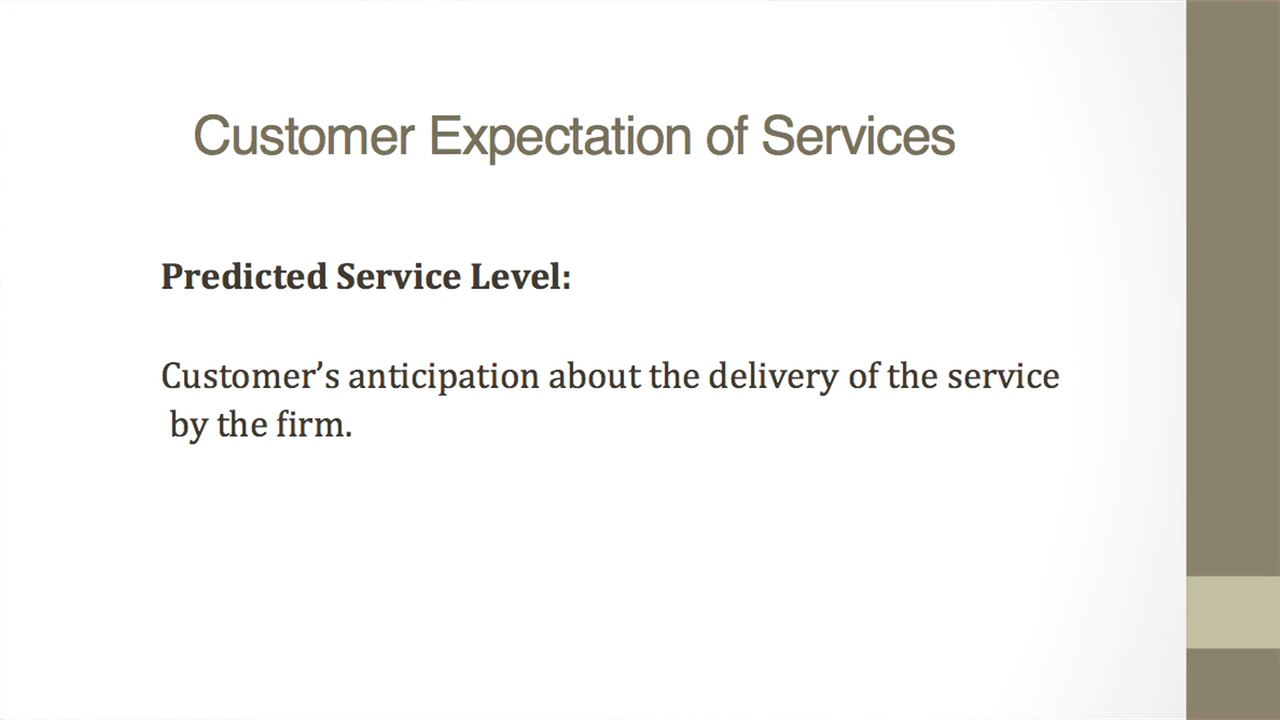 Customer Expectation of Services
Predicted Service Level:
Customer’s anticipation about the delivery of the service
by the firm.